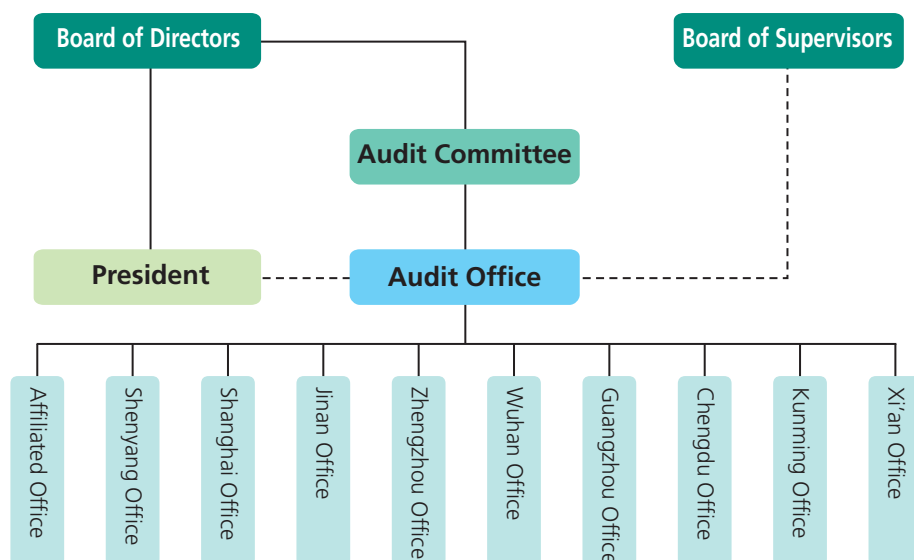 Board of Directors
Board of Supervisors
Audit Committee
President
Audit Office
Affiliated Office
Shenyang Office
Shanghai Office
Jinan Office
Zhengzhou Office
Wuhan Office
Guangzhou Office
Chengdu Office
Kunming Office
Xi’an Office